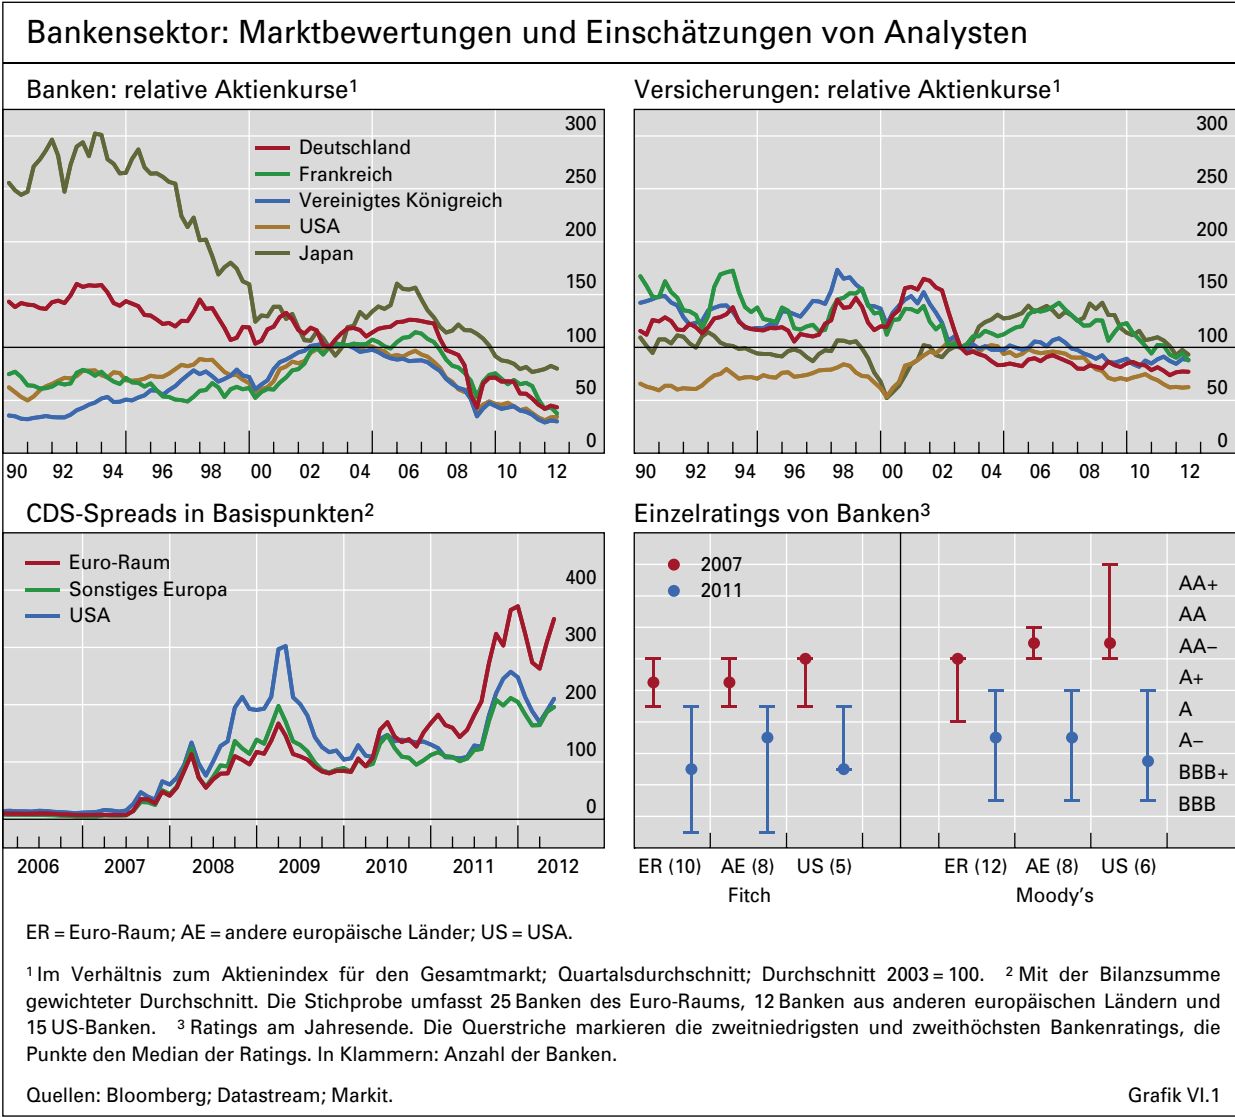 Bankensektor: Marktbewertungen und Einschätzungen von Analysten
Banken: relative Aktienkurse¹
300
250
200
150
100
50
0
Deutschland
Frankreich
Vereinigtes Königreich
USA
Japan
90 92 94 96 98 00 02 04 06 08 10 12
Versicherungen: relative Aktienkurse¹
300
250
200
150
100
50
0
90 92 94 96 98 00 02 04 06 08 10 12
CDS-Spreads in Basispunkten²
Euro-Raum
Sonstiges Europa
USA
400
300
200
100
0
2006 2007 2008 2009 2010 2011 2012
Einzelratings von Banken³
2007
2011
AA+
AA
AA–
A+
A
A–
BBB+
BBB
ER (10) AE (8) US (5) ER (12) AE (8) US (6)
Fitch Moody's
ER = Euro-Raum; AE = andere europäische Länder; US = USA.
¹ Im Verhältnis zum Aktienindex für den Gesamtmarkt; Quartalsdurchschnitt; Durchschnitt 2003 = 100. ² Mit der Bilanzsumme
gewichteter Durchschnitt. Die Stichprobe umfasst 25 Banken des Euro-Raums, 12 Banken aus anderen europäischen Ländern und
15 US-Banken. ³ Ratings am Jahresende. Die Querstriche markieren die zweitniedrigsten und zweithöchsten Bankenratings, die
Punkte den Median der Ratings. In Klammern: Anzahl der Banken.
Quellen: Bloomberg; Datastream; Markit. Grafik VI.1